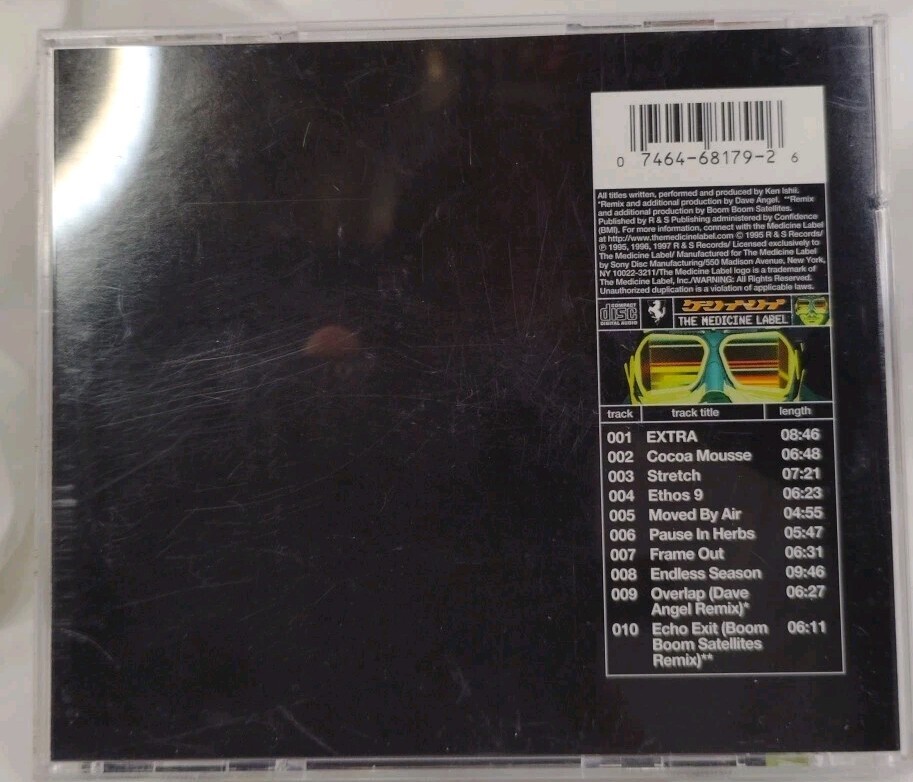 0 7464-68179-2 6
All titles written, performed and produced by Ken Ishii.
*Remix and additional production by Dave Angel. **Remix
and additional production by Boom Boom Satellites.
Published by R & S Publishing administered by Confidence
(BMI). For more information, connect with the Medicine Label
at http://www.themedicinelabel.com © 1995 R & S Records/
℗ 1995, 1996, 1997 R & S Records/ Licensed exclusively to
The Medicine Label/ Manufactured for The Medicine Label
by Sony Disc Manufacturing/550 Madison Avenue, New York,
NY 10022-3211/The Medicine Label logo is a trademark of
The Medicine Label, Inc./WARNING: All Rights Reserved.
Unauthorized duplication is a violation of applicable laws.
COMPACT disc DIGITAL AUDIO
THE MEDICINE LABEL
track track title length
001 EXTRA 08:46
002 Cocoa Mousse 06:48
003 Stretch 07:21
004 Ethos 9 06:23
005 Moved By Air 04:55
006 Pause In Herbs 05:47
007 Frame Out 06:31
008 Endless Season 09:46
009 Overlap (Dave 06:27
Angel Remix)*
010 Echo Exit (Boom 06:11
Boom Satellites
Remix)**